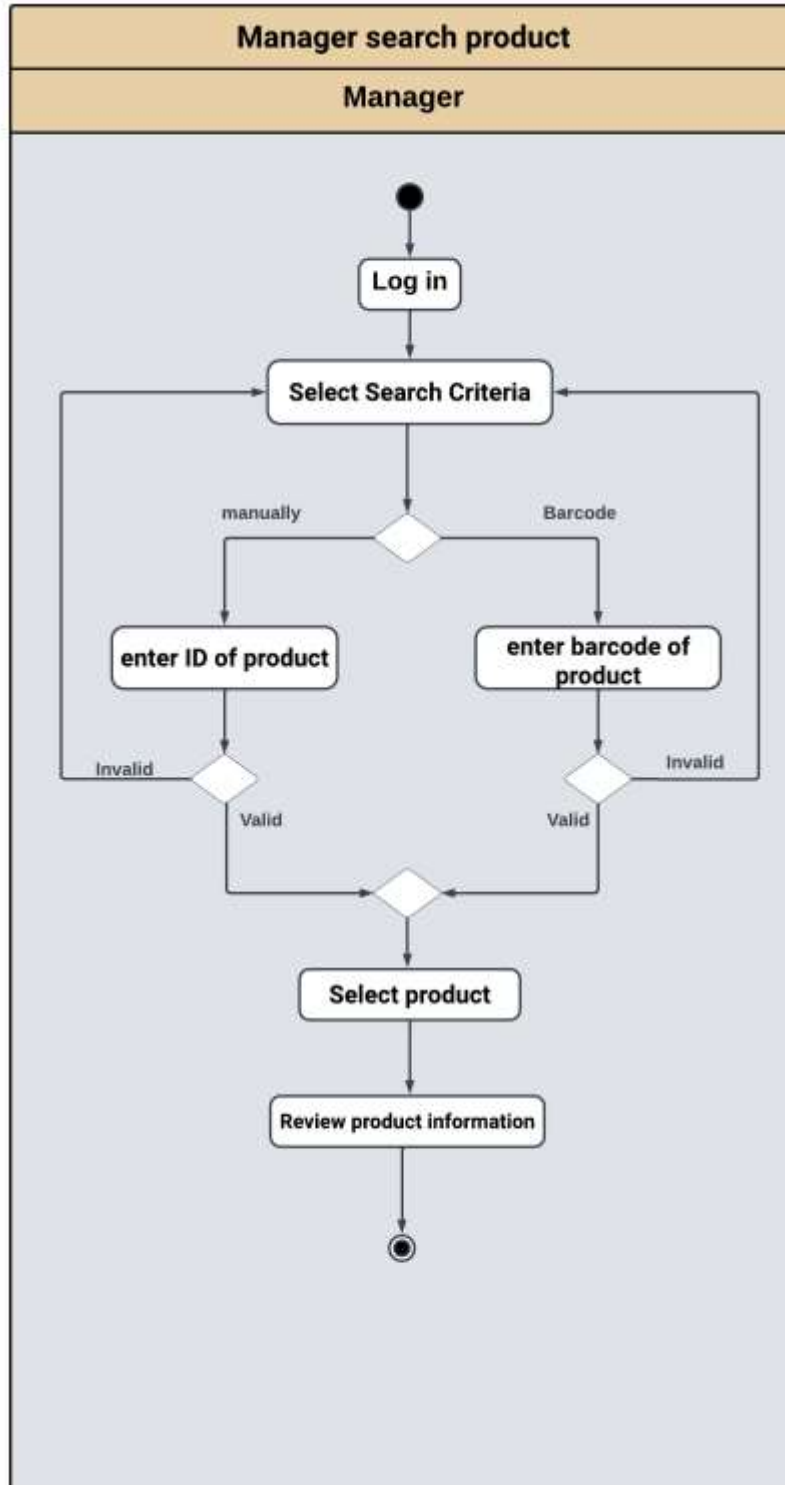 Manager search product
Manager
Log in
Select Search Criteria
manually
Barcode
enter ID of product
enter barcode of
product
Invalid
Invalid
Valid
Valid
Select product
Review product information